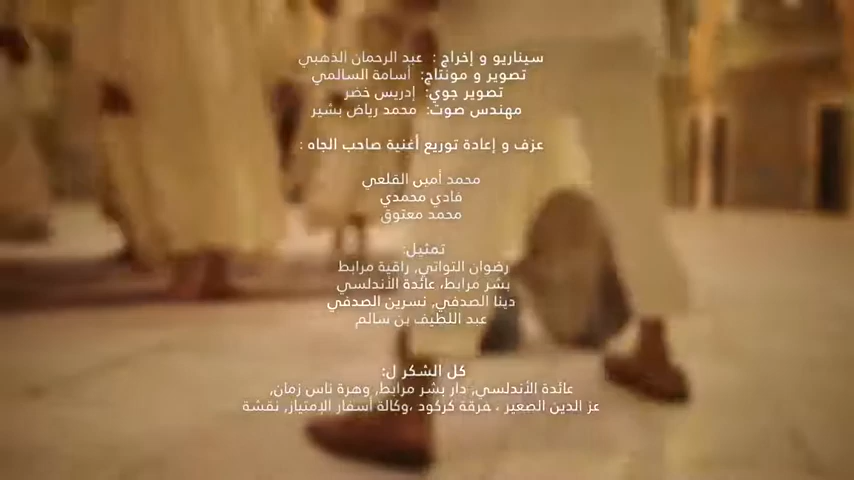 سيناريو و إخراج : عبد الرحمان الذهبي
تصوير و مونتاج: أسامة السالمي
تصوير جوي: إدريس خضر
مهندس صوت: محمد رياض بشير
عزف و إعادة توزيع أغنية صاحب الجاه :
محمد أمين القلعي
فادي محمدي
محمد معتوق
تمثيل:
رضوان التواتي, راقية مرابط
بشر مرابط، عائدة الأندلسي
دينا الصدفي, نسرين الصدفي
عبد اللطيف بن سالم
كل الشكر ل:
عائدة الأندلسي, دار بشر مرابط, وهرة ناس زمان,
عز الدين الصغير ، فرقة كركود ،وكالة أسفار الإمتياز, نقشة